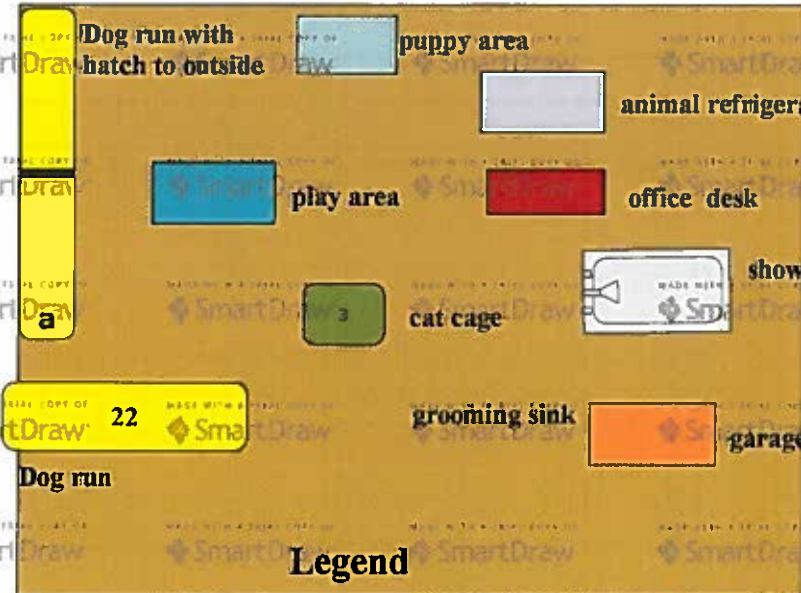 /Dog run with
hatch to outside
puppy area
animal refrigera
play area
office desk
a
3
cat cage
show
22
grooming sink
garage
Dog run
Legend
SmartDraw